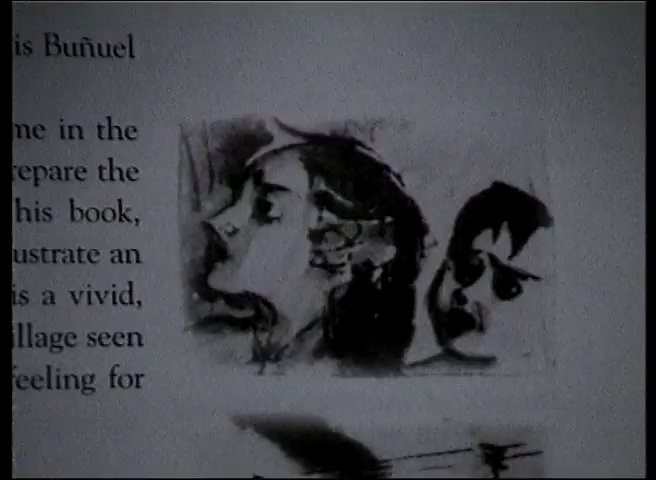 is Buñuel
me in the
repare the
his book,
ustrate an
is a vivid,
illage seen
feeling for